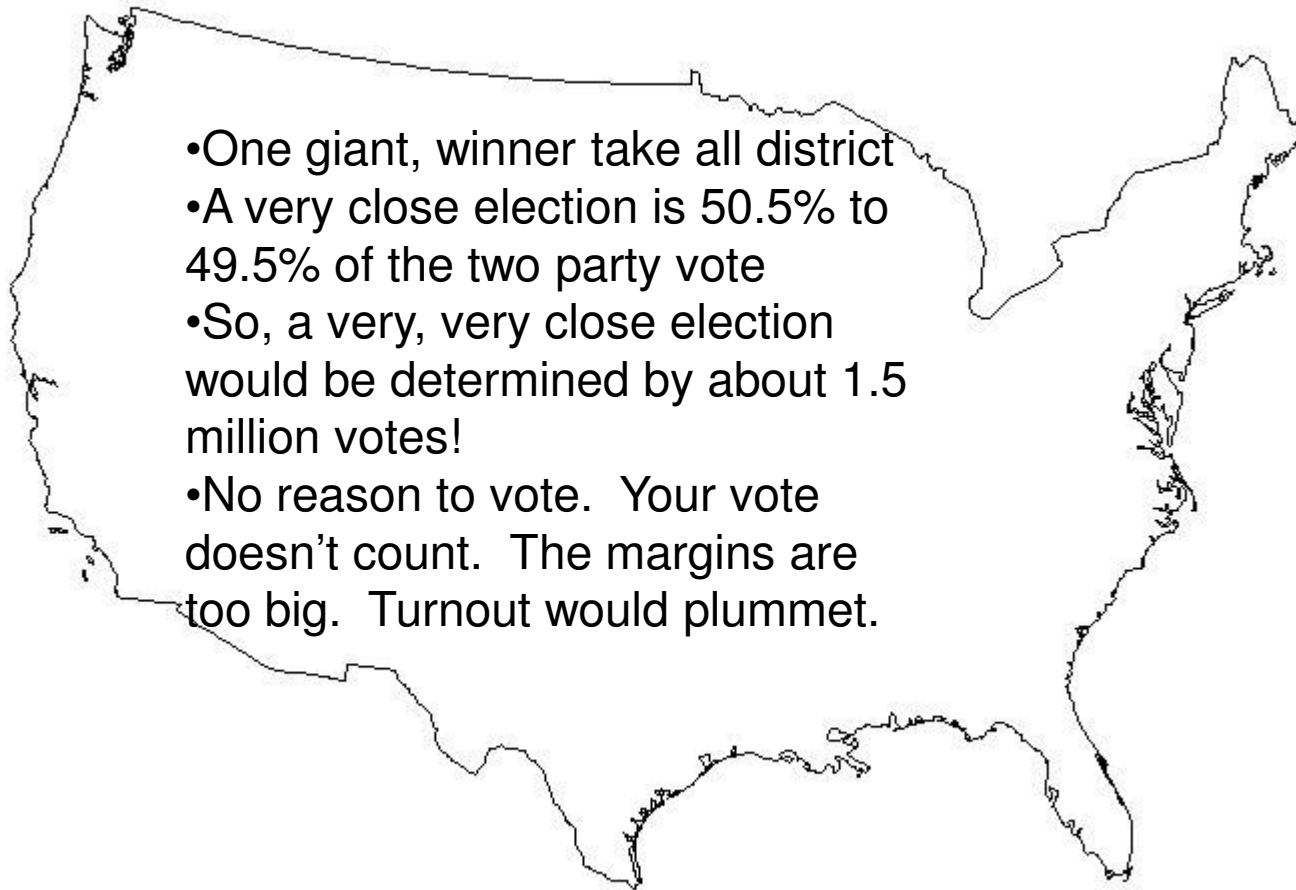 •One giant, winner take all district
•A very close election is 50.5% to
49.5% of the two party vote
•So, a very, very close election
would be determined by about 1.5
million votes!
•No reason to vote.  Your vote
doesn’t count.  The margins are
too big.  Turnout would plummet.